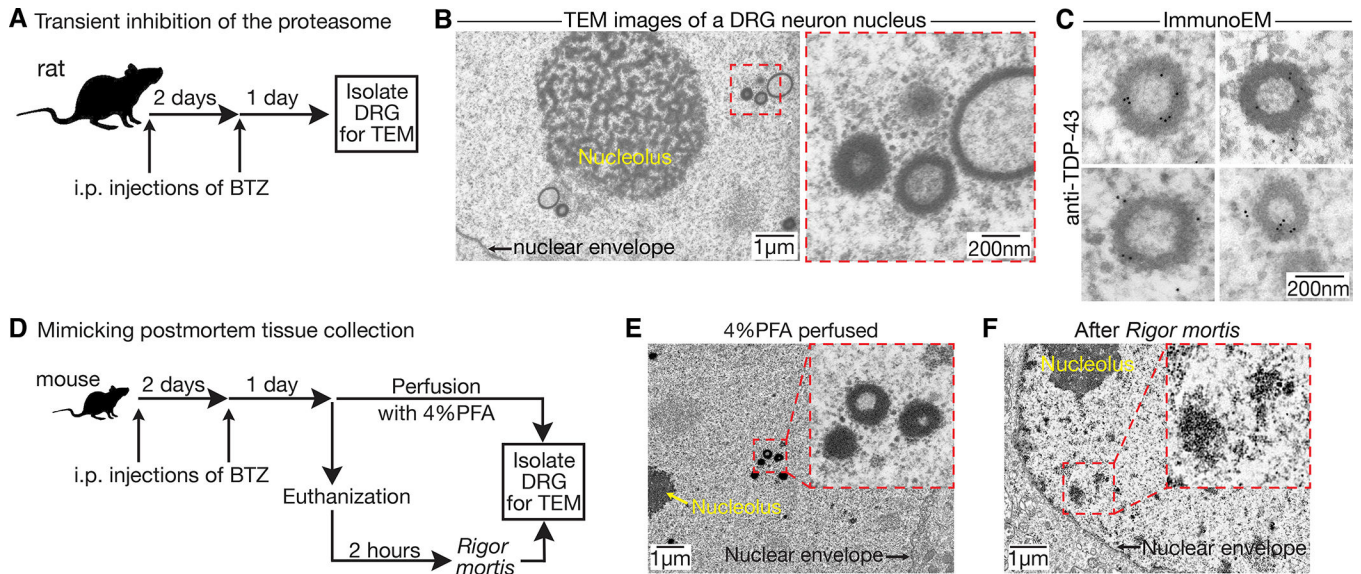 A Transient inhibition of the proteasome
rat
2 days
1 day
Isolate
DRG
for TEM
i.p. injections of BTZ
B TEM images of a DRG neuron nucleus
Nucleolus
nuclear envelope
1μm
200nm
C ImmunoEM
anti-TDP-43
200nm
D Mimicking postmortem tissue collection
mouse
2 days
1 day
Perfusion
with 4%PFA
i.p. injections of BTZ
Isolate
DRG
for TEM
Euthanization
2 hours
Rigor
mortis
E 4%PFA perfused
Nucleolus
Nuclear envelope
1μm
F After Rigor mortis
Nucleolus
Nuclear envelope
1μm